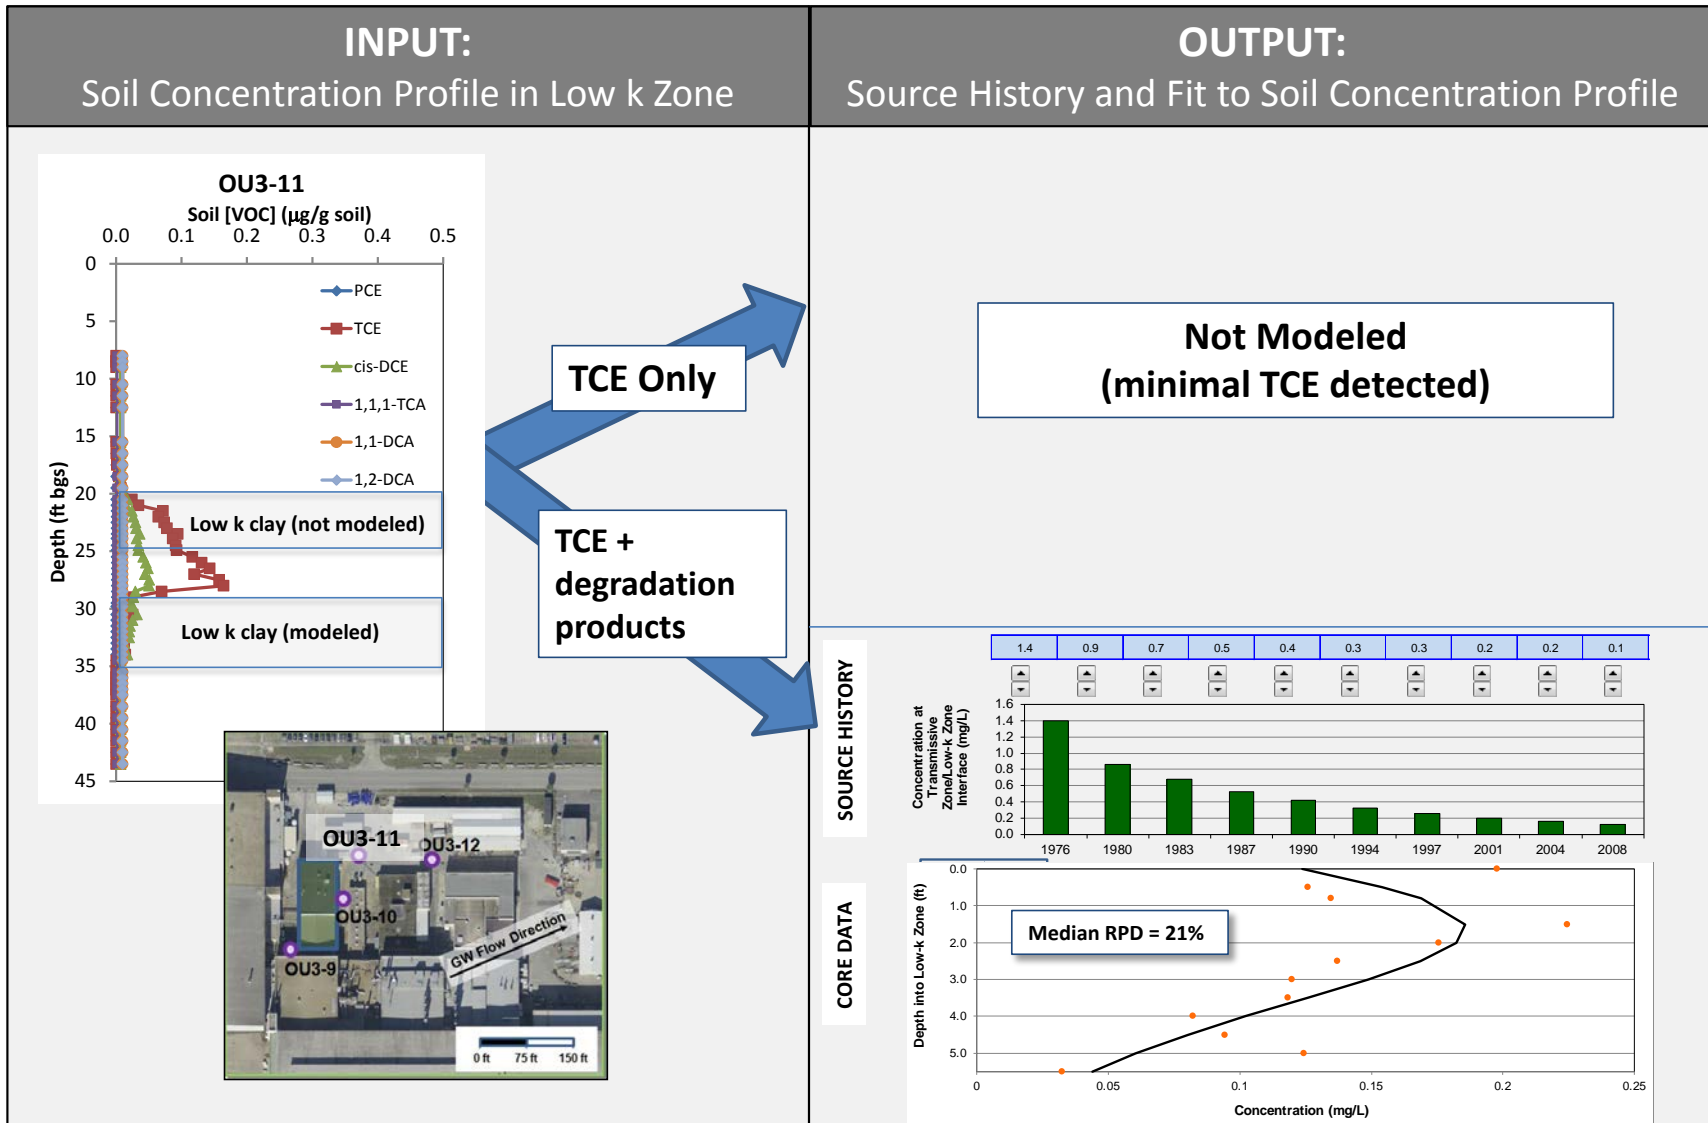 INPUT:
Soil Concentration Profile in Low k Zone
OUTPUT:
Source History and Fit to Soil Concentration Profile
OU3-11
Soil [VOC] (µg/g soil)
0.0 0.1 0.2 0.3 0.4 0.5
0
5
10
15
20
25
30
35
40
45
Depth (ft bgs)
PCE
TCE
cis-DCE
1,1,1-TCA
1,1-DCA
1,2-DCA
Low k clay (not modeled)
Low k clay (modeled)
TCE Only
TCE +
degradation
products
Not Modeled
(minimal TCE detected)
OU3-11
OU3-12
OU3-10
OU3-9
GW Flow Direction
0 ft 75 ft 150 ft
SOURCE HISTORY
1.4 0.9 0.7 0.5 0.4 0.3 0.3 0.2 0.2 0.1
Concentration at
Transmissive
Zone/Low-k Zone
Interface (mg/L)
1.6
1.4
1.2
1.0
0.8
0.6
0.4
0.2
0.0
1976 1980 1983 1987 1990 1994 1997 2001 2004 2008
CORE DATA
Depth into Low-k Zone (ft)
0.0
1.0
2.0
3.0
4.0
5.0
Median RPD = 21%
0 0.05 0.1 0.15 0.2 0.25
Concentration (mg/L)